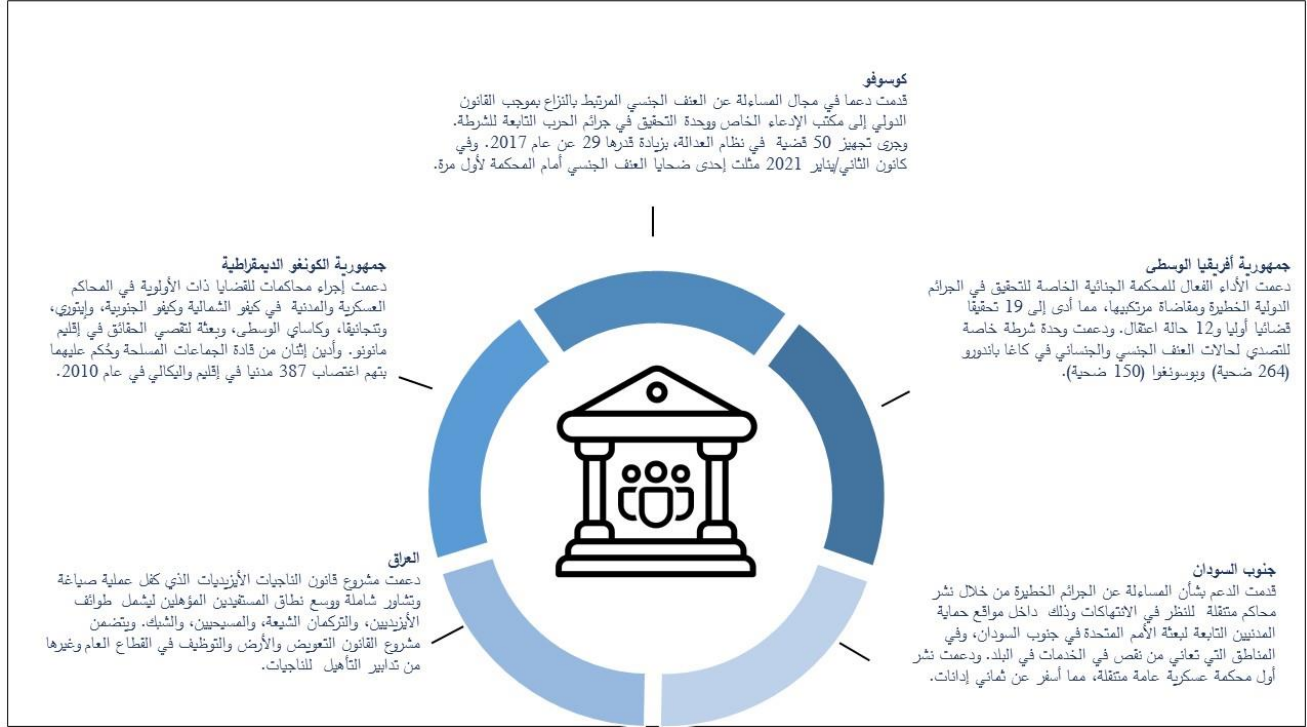 كوسوفو
قدمت دعما في مجال المساءلة عن العنف الجنسي المرتبط بالنزاع بموجب القانون
الدولي إلى مكتب الإدعاء الخاص ووحدة التحقيق في جرائم الحرب التابعة للشرطة.
وجرى تجهيز 50 قضية في نظام العدالة، بزيادة قدرها 29 عن عام 2017. وفي
كانون الثاني/يناير 2021 مثلت إحدى ضحايا العنف الجنسي أمام المحكمة لأول مرة.
جمهورية أفريقيا الوسطى
دعمت الأداء الفعال للمحكمة الجنائية الخاصة للتحقيق في الجرائم
الدولية الخطيرة ومقاضاة مرتكبيها، مما أدى إلى 19 تحقيقا
قضائيا أوليا و12 حالة اعتقال. ودعمت وحدة شرطة خاصة
للتصدي لحالات العنف الجنسي والجنساني في كاغا باندورو
(264 ضحية) وبوسونغوا (150 ضحية).
جمهورية الكونغو الديمقراطية
دعمت إجراء محاكمات للقضايا ذات الأولوية في المحاكم
العسكرية والمدنية في كيفو الشمالية وكيفو الجنوبية، وإيتوري،
وتنجانيقا، وكاساي الوسطى، وبعثة لتقصي الحقائق في إقليم
مانونو. وأدين إثنان من قادة الجماعات المسلحة وحُكم عليهما
بتهم اغتصاب 387 مدنيا في إقليم واليكالي في عام 2010.
جنوب السودان
قدمت الدعم بشأن المساءلة عن الجرائم الخطيرة من خلال نشر
محاكم متنقلة للنظر في الانتهاكات وذلك داخل مواقع حماية
المدنيين التابعة لبعثة الأمم المتحدة في جنوب السودان، وفي
المناطق التي تعاني من نقص في الخدمات في البلد. ودعمت نشر
أول محكمة عسكرية عامة متنقلة، مما أسفر عن ثماني إدانات.
العراق
دعمت مشروع قانون الناجيات الأيزيديات الذي كفل عملية صياغة
وتشاور شاملة ووسع نطاق المستفيدين المؤهلين ليشمل طوائف
الأيزيديين، والتركمان الشيعة، والمسيحيين، والشبك. ويتضمن
مشروع القانون التعويض والأرض والتوظيف في القطاع العام وغيرها
من تدابير التأهيل للناجيات.